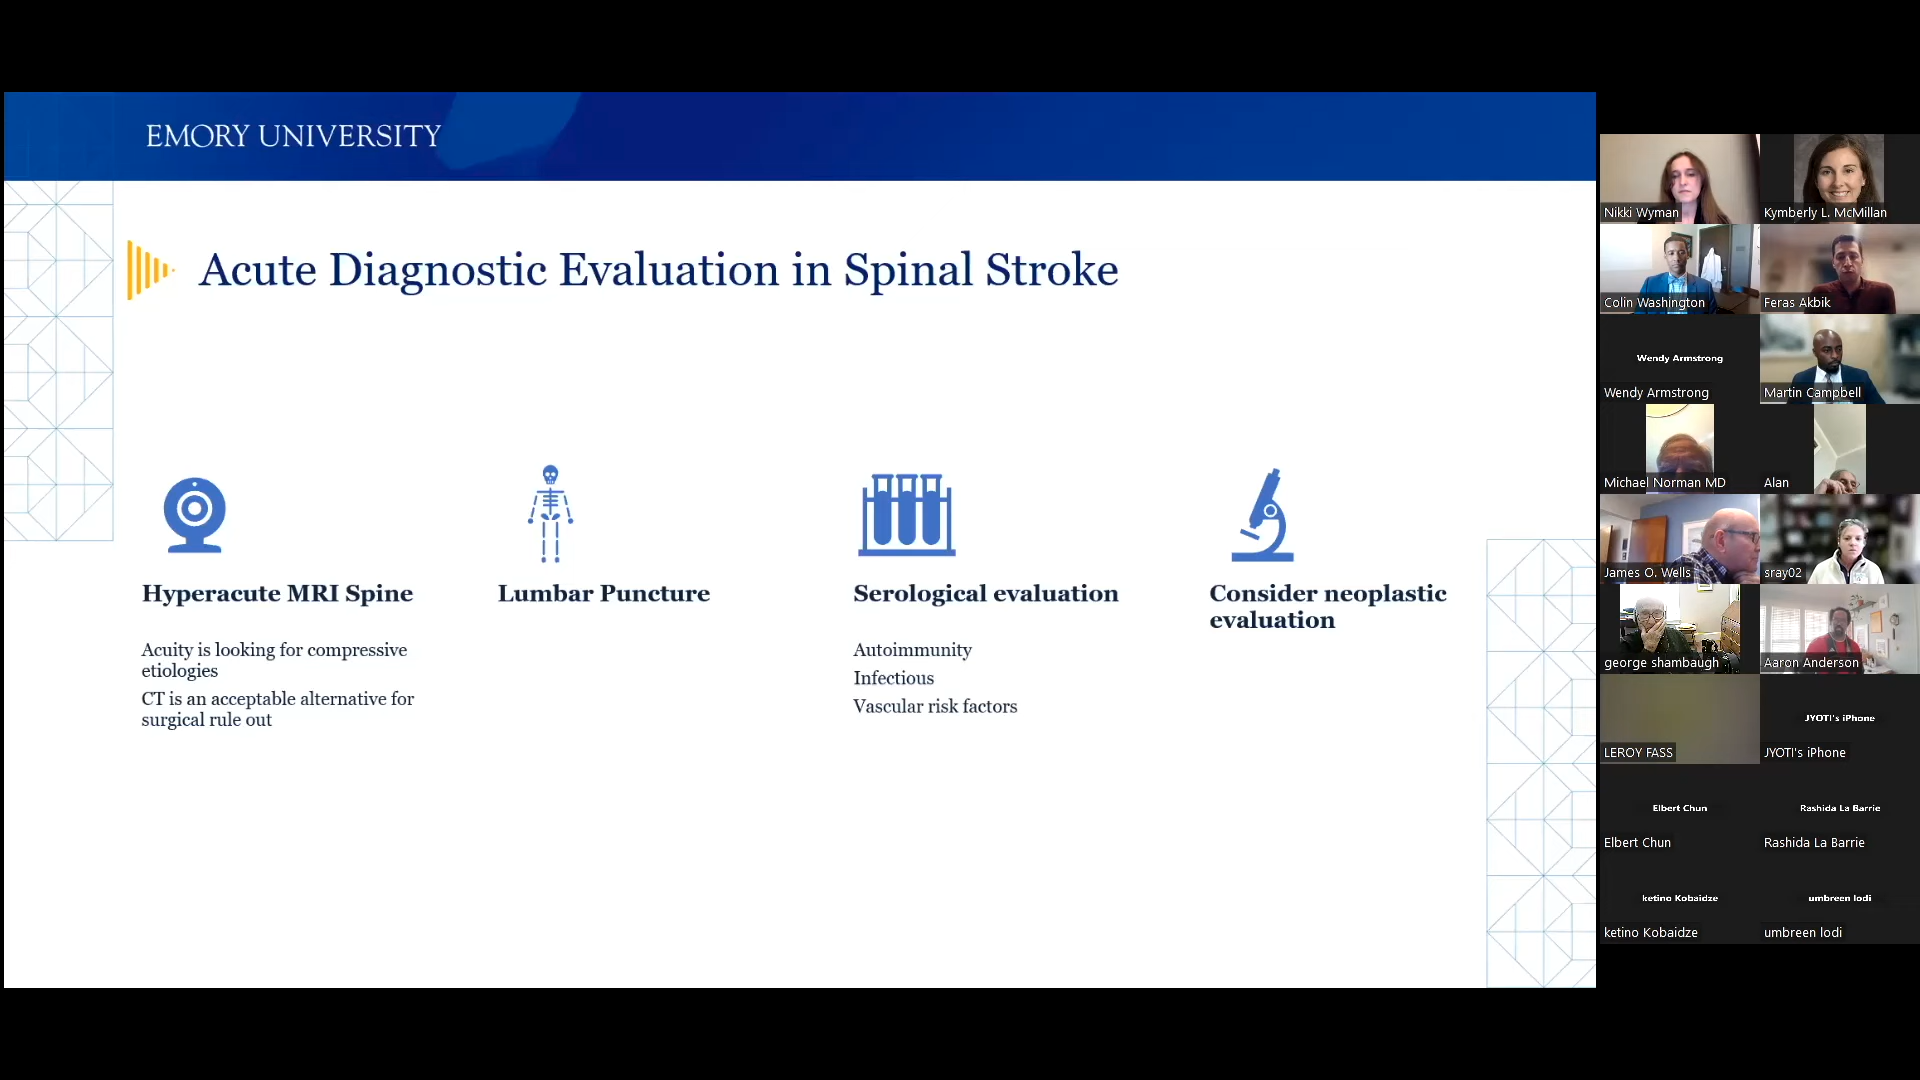 EMORY UNIVERSITY
Acute Diagnostic Evaluation in Spinal Stroke
Hyperacute MRI Spine
Acuity is looking for compressive
etiologies
CT is an acceptable alternative for
surgical rule out
Lumbar Puncture
Serological evaluation
Autoimmunity
Infectious
Vascular risk factors
Consider neoplastic
evaluation
Nikki Wyman
Kymberly L. McMillan
Colin Washington
Feras Akbik
Wendy Armstrong
Wendy Armstrong
Martin Campbell
Michael Norman MD
Alan
James O. Wells
sray02
george shambaugh
Aaron Anderson
LEROY FASS
JYOTI's iPhone
JYOTI's iPhone
Elbert Chun
Elbert Chun
Rashida La Barrie
Rashida La Barrie
ketino Kobaidze
ketino Kobaidze
umbreen lodi
umbreen lodi